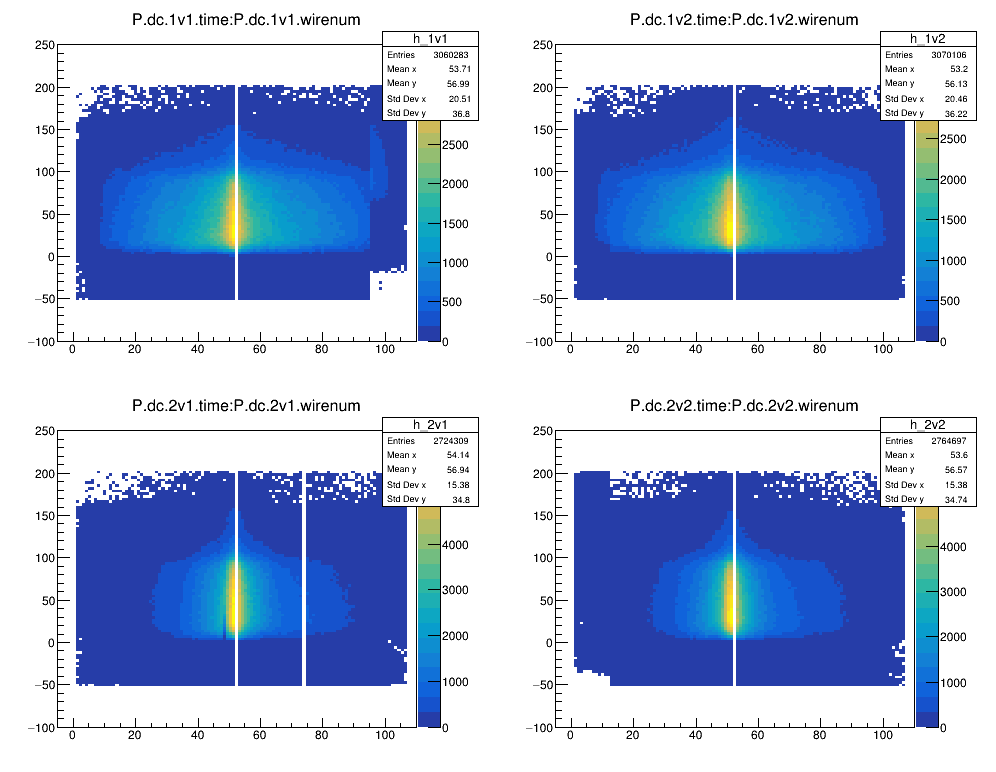 P.dc.1v1.time:P.dc.1v1.wirenum
h_1v1
Entries 3060283
Mean x 53.71
Mean y 56.99
Std Dev x 20.51
Std Dev y 36.8
250
200
150
100
50
0
−50
−100
0 20 40 60 80 100
2500
2000
1500
1000
500
0
P.dc.1v2.time:P.dc.1v2.wirenum
h_1v2
Entries 3070106
Mean x 53.2
Mean y 56.13
Std Dev x 20.46
Std Dev y 36.22
250
200
150
100
50
0
−50
−100
0 20 40 60 80 100
2500
2000
1500
1000
500
0
P.dc.2v1.time:P.dc.2v1.wirenum
h_2v1
Entries 2724309
Mean x 54.14
Mean y 56.94
Std Dev x 15.38
Std Dev y 34.8
250
200
150
100
50
0
−50
−100
0 20 40 60 80 100
4000
3000
2000
1000
0
P.dc.2v2.time:P.dc.2v2.wirenum
h_2v2
Entries 2764697
Mean x 53.6
Mean y 56.57
Std Dev x 15.38
Std Dev y 34.74
250
200
150
100
50
0
−50
−100
0 20 40 60 80 100
4000
3000
2000
1000
0